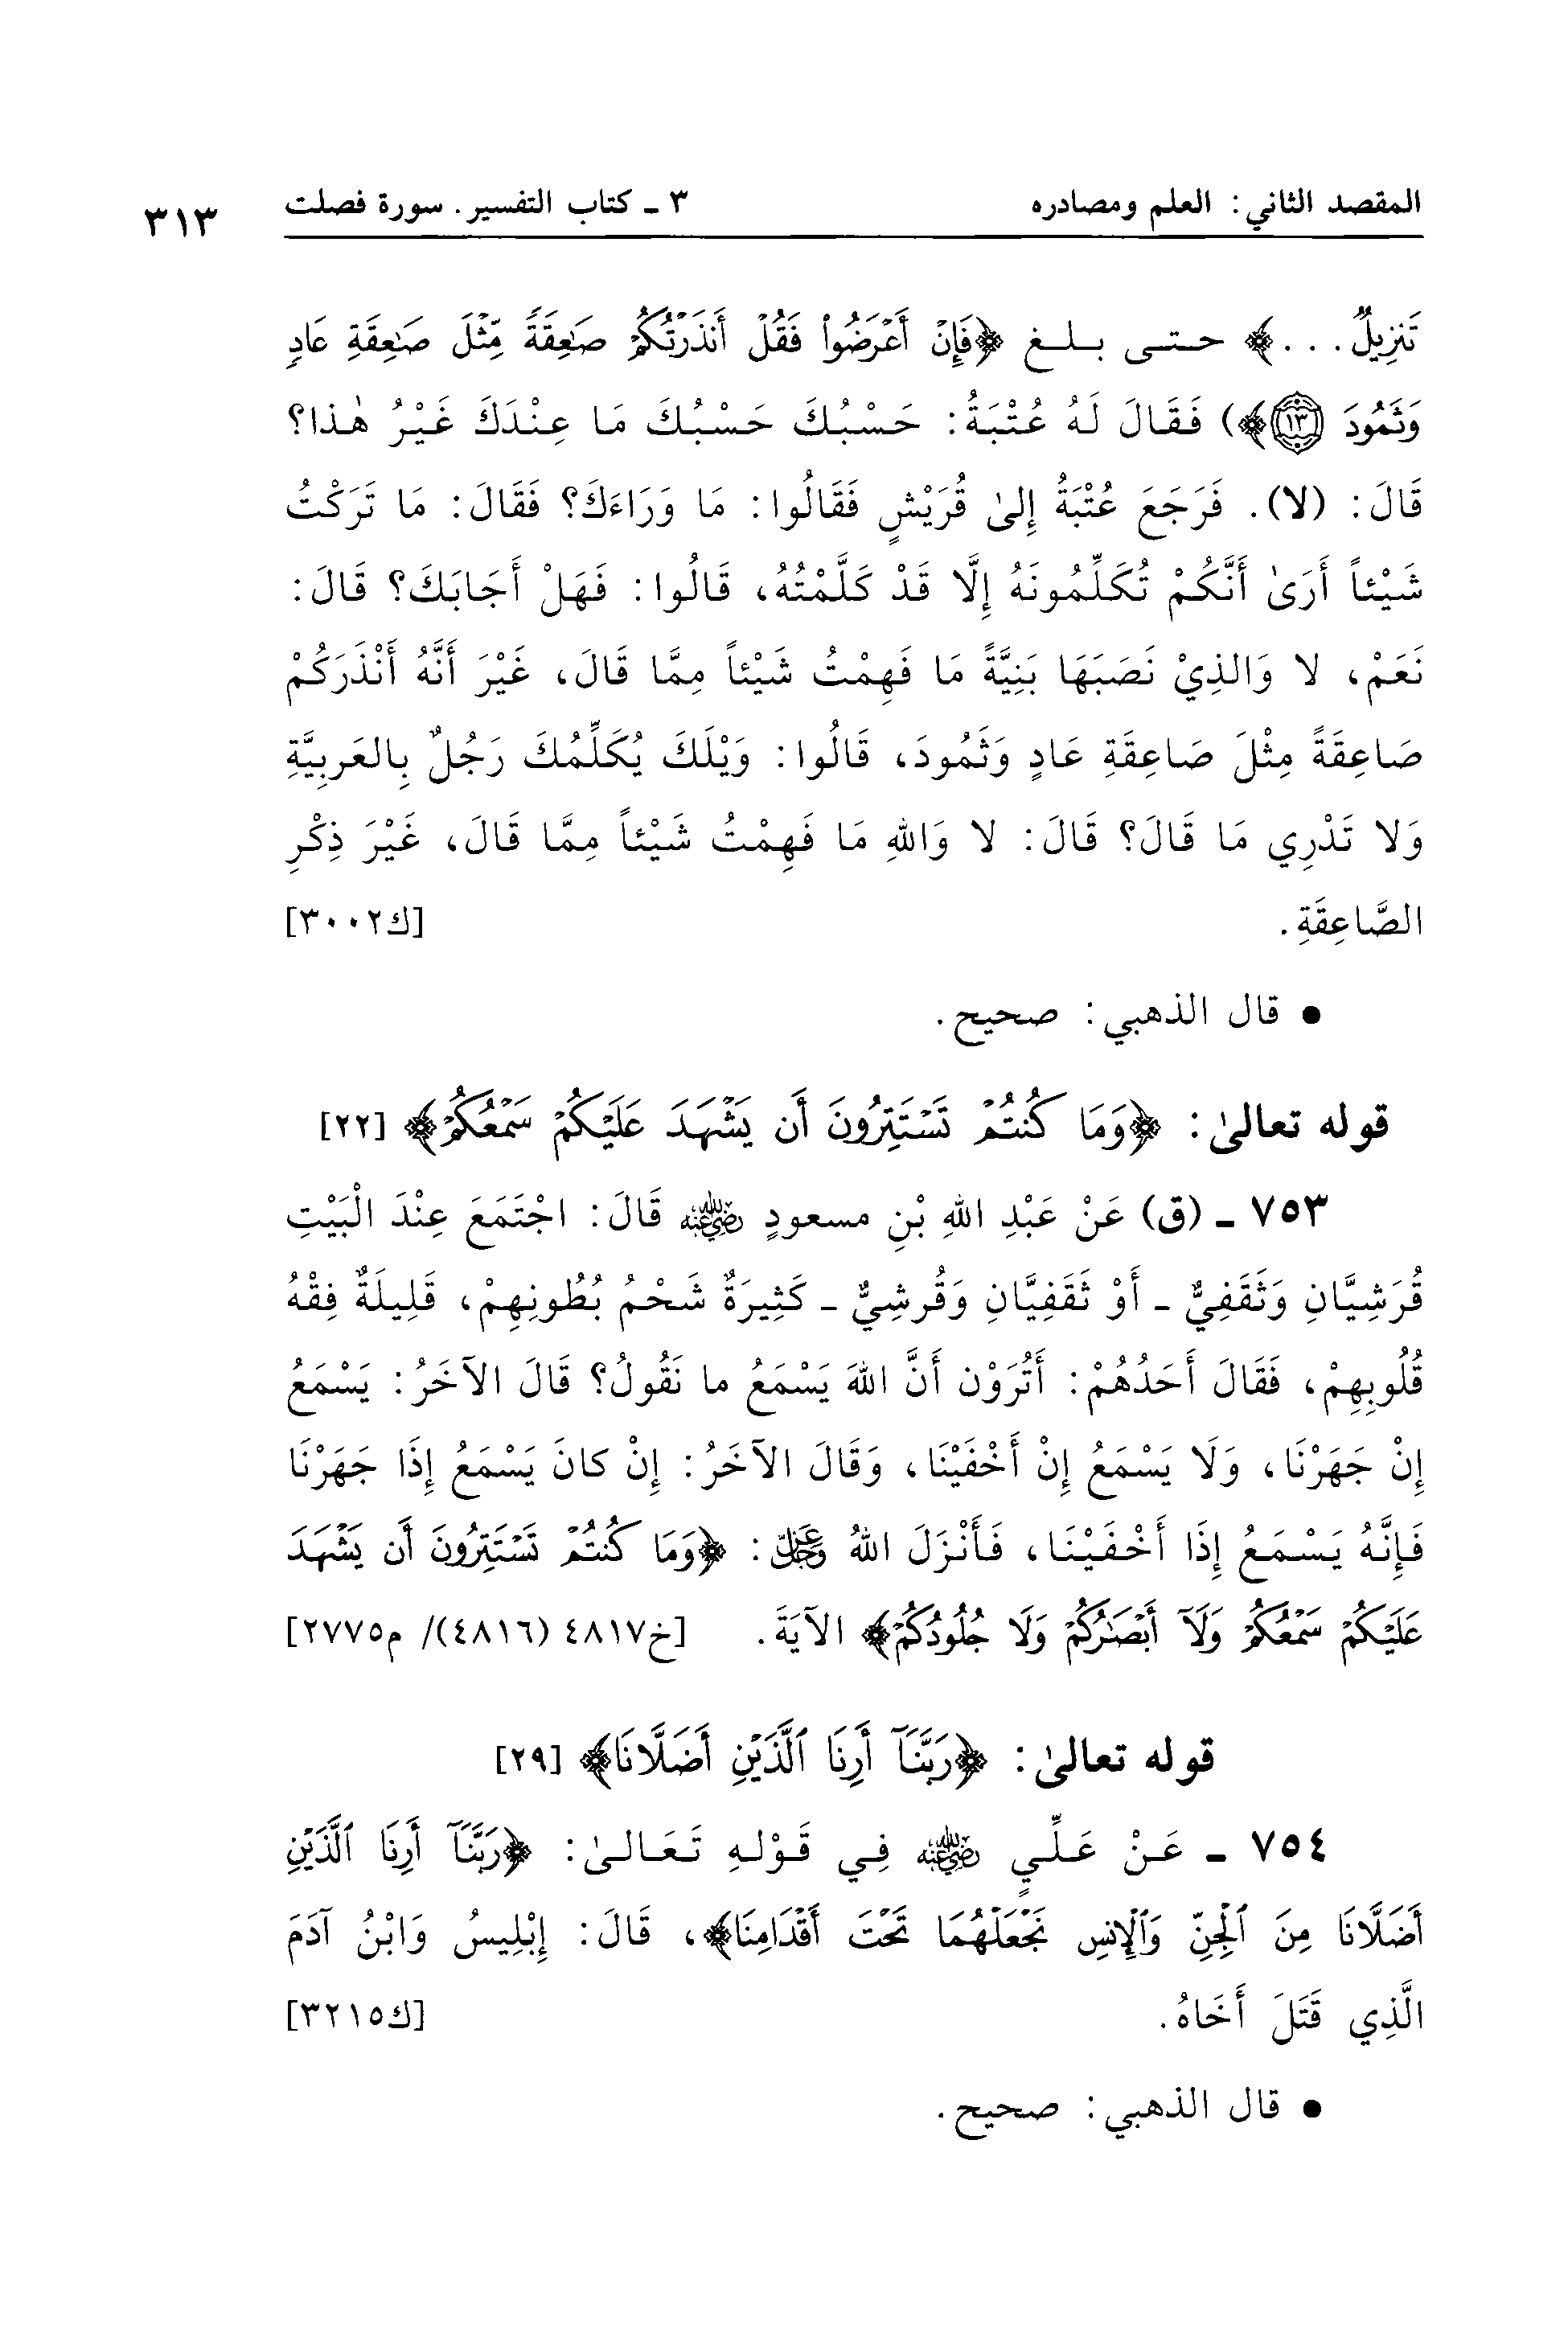 المقصد الثاني: العلم ومصادره ٣ ـ كتاب التفسير. سورة فصلت ٣١٣
تَنزِيلٌ...﴾ حتى بلغ ﴿فَإِنْ أَعْرَضُوا۟ فَقُلْ أَنذَرْتُكُمْ صَـٰعِقَةً مِّثْلَ صَـٰعِقَةِ عَادٍ
وَثَمُودَ ١٣﴾) فَقَالَ لَهُ عُتْبَةُ: حَسْبُكَ حَسْبُكَ مَا عِنْدَكَ غَيْرُ هٰذا؟
قَالَ: (لا). فَرَجَعَ عُتْبَةُ إِلىٰ قُرَيْشٍ فَقَالُوا: مَا وَرَاءَكَ؟ فَقَالَ: مَا تَرَكْتُ
شَيْئاً أَرَىٰ أَنَّكُمْ تُكَلِّمُونَهُ إِلَّا قَدْ كَلَّمْتُهُ، قَالُوا: فَهَلْ أَجَابَكَ؟ قَالَ:
نَعَمْ، لا وَالذِيْ نَصَبَهَا بَنِيَّةً مَا فَهِمْتُ شَيْئاً مِمَّا قَالَ، غَيْرَ أَنَّهُ أَنْذَرَكُمْ
صَاعِقَةً مِثْلَ صَاعِقَةِ عَادٍ وَثَمُودَ، قَالُوا: وَيْلَكَ يُكَلِّمُكَ رَجُلٌ بِالعَرَبِيَّةِ
وَلا تَدْرِي مَا قَالَ؟ قَالَ: لا وَاللهِ مَا فَهِمْتُ شَيْئاً مِمَّا قَالَ، غَيْرَ ذِكْرِ
الصَّاعِقَةِ. [ك٣٠٠٢]
• قال الذهبي: صحيح.
قوله تعالىٰ: ﴿وَمَا كُنتُمْ تَسْتَتِرُونَ أَن يَشْهَدَ عَلَيْكُمْ سَمْعُكُمْ﴾ [٢٢]
٧٥٣ ـ (ق) عَنْ عَبْدِ اللهِ بْنِ مسعودٍ رضي الله عنه قَالَ: اجْتَمَعَ عِنْدَ الْبَيْتِ
قُرَشِيَّانِ وَثَقَفِيٌّ ـ أَوْ ثَقَفِيَّانِ وَقُرشِيٌّ ـ كَثِيرَةٌ شَحْمُ بُطُونِهِمْ، قَلِيلَةٌ فِقْهُ
قُلُوبِهِمْ، فَقَالَ أَحَدُهُمْ: أَتُرَوْن أَنَّ اللهَ يَسْمَعُ ما نَقُولُ؟ قَالَ الآخَرُ: يَسْمَعُ
إِنْ جَهَرْنَا، وَلَا يَسْمَعُ إِنْ أَخْفَيْنَا، وَقَالَ الآخَرُ: إِنْ كانَ يَسْمَعُ إِذَا جَهَرْنَا
فَإِنَّهُ يَسْمَعُ إِذَا أَخْفَيْنَا، فَأَنْزَلَ اللهُ عز وجل: ﴿وَمَا كُنتُمْ تَسْتَتِرُونَ أَن يَشْهَدَ
عَلَيْكُمْ سَمْعُكُمْ وَلَآ أَبْصَـٰرُكُمْ وَلَا جُلُودُكُمْ﴾ الآيَةَ. [خ٤٨١٧ (٤٨١٦)/ م٢٧٧٥]
قوله تعالىٰ: ﴿رَبَّنَآ أَرِنَا ٱلَّذَيْنِ أَضَلَّانَا﴾ [٢٩]
٧٥٤ ـ عَنْ عَلِّيٍ رضي الله عنه فِي قَوْلِهِ تَعَالىٰ: ﴿رَبَّنَآ أَرِنَا ٱلَّذَيْنِ
أَضَلَّانَا مِنَ ٱلْجِنِّ وَٱلْإِنسِ نَجْعَلْهُمَا تَحْتَ أَقْدَامِنَا﴾، قَالَ: إِبْلِيسُ وَابْنُ آدَمَ
الَّذِي قَتَلَ أَخَاهُ. [ك٣٢١٥]
• قال الذهبي: صحيح.